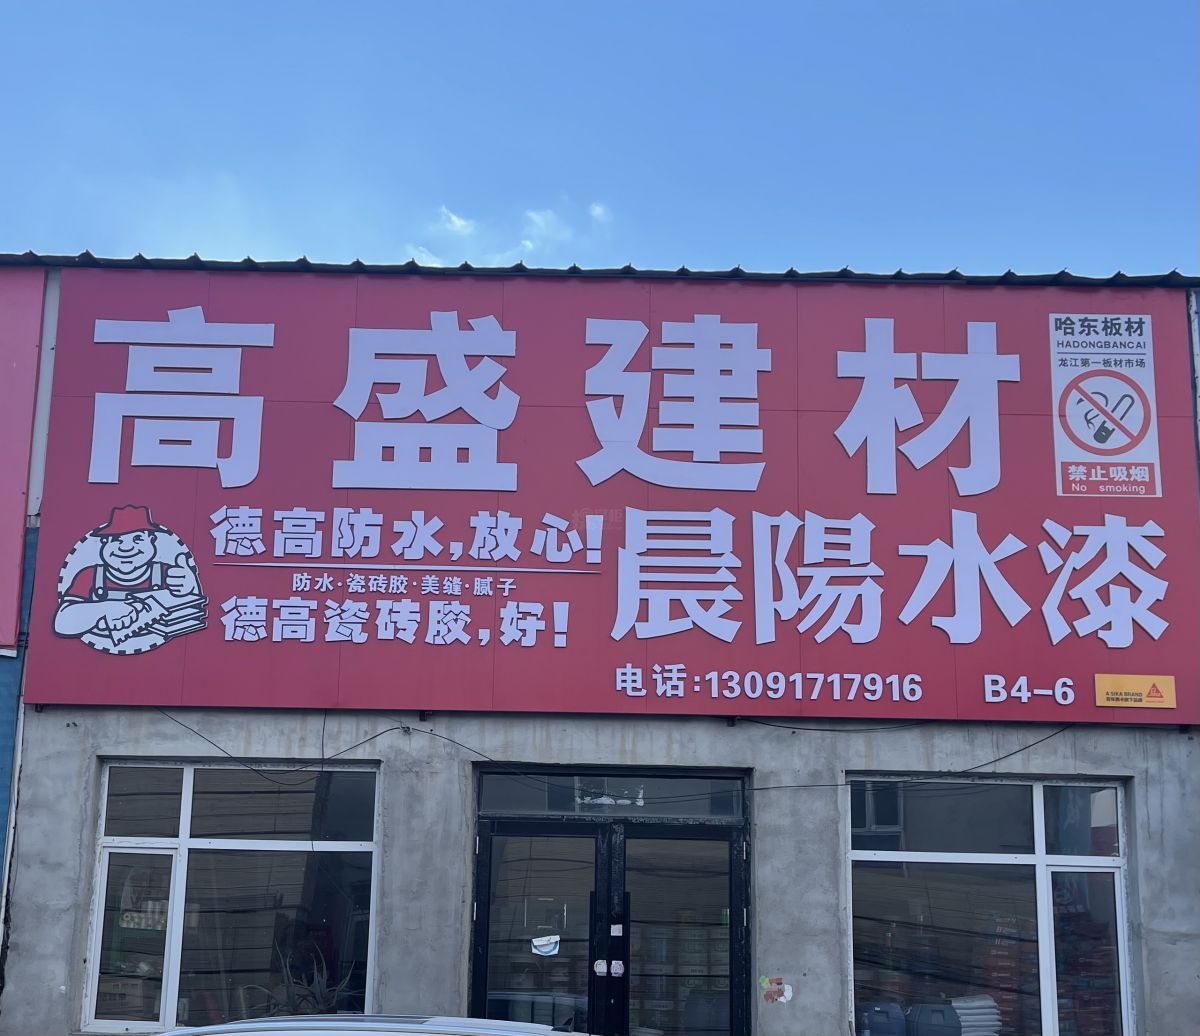 高盛建材
哈东板材
HADONGBANCAI
龙江第一板材市场
禁止吸烟
No smoking
德高防水,放心!
防水·瓷砖胶·美缝·腻子
德高瓷砖胶,好!
晨陽水漆
电话:13091717916
B4-6
A SIKA BRAND